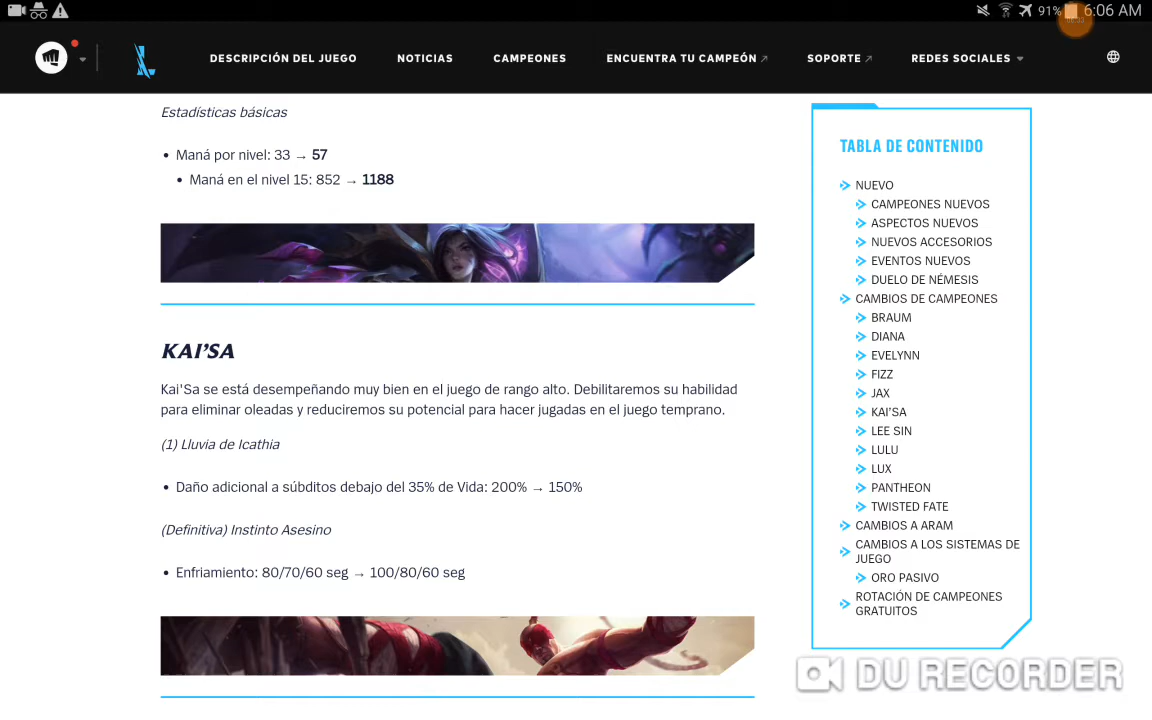 91% 6:06 AM
DESCRIPCIÓN DEL JUEGO NOTICIAS CAMPEONES ENCUENTRA TU CAMPEÓN SOPORTE REDES SOCIALES
Estadísticas básicas
• Maná por nivel: 33 → 57
• Maná en el nivel 15: 852 → 1188
KAI'SA
Kai'Sa se está desempeñando muy bien en el juego de rango alto. Debilitaremos su habilidad
para eliminar oleadas y reduciremos su potencial para hacer jugadas en el juego temprano.
(1) Lluvia de Icathia
• Daño adicional a súbditos debajo del 35% de Vida: 200% → 150%
(Definitiva) Instinto Asesino
• Enfriamiento: 80/70/60 seg → 100/80/60 seg
TABLA DE CONTENIDO
NUEVO
CAMPEONES NUEVOS
ASPECTOS NUEVOS
NUEVOS ACCESORIOS
EVENTOS NUEVOS
DUELO DE NÉMESIS
CAMBIOS DE CAMPEONES
BRAUM
DIANA
EVELYNN
FIZZ
JAX
KAI'SA
LEE SIN
LULU
LUX
PANTHEON
TWISTED FATE
CAMBIOS A ARAM
CAMBIOS A LOS SISTEMAS DE
JUEGO
ORO PASIVO
ROTACIÓN DE CAMPEONES
GRATUITOS
DU RECORDER